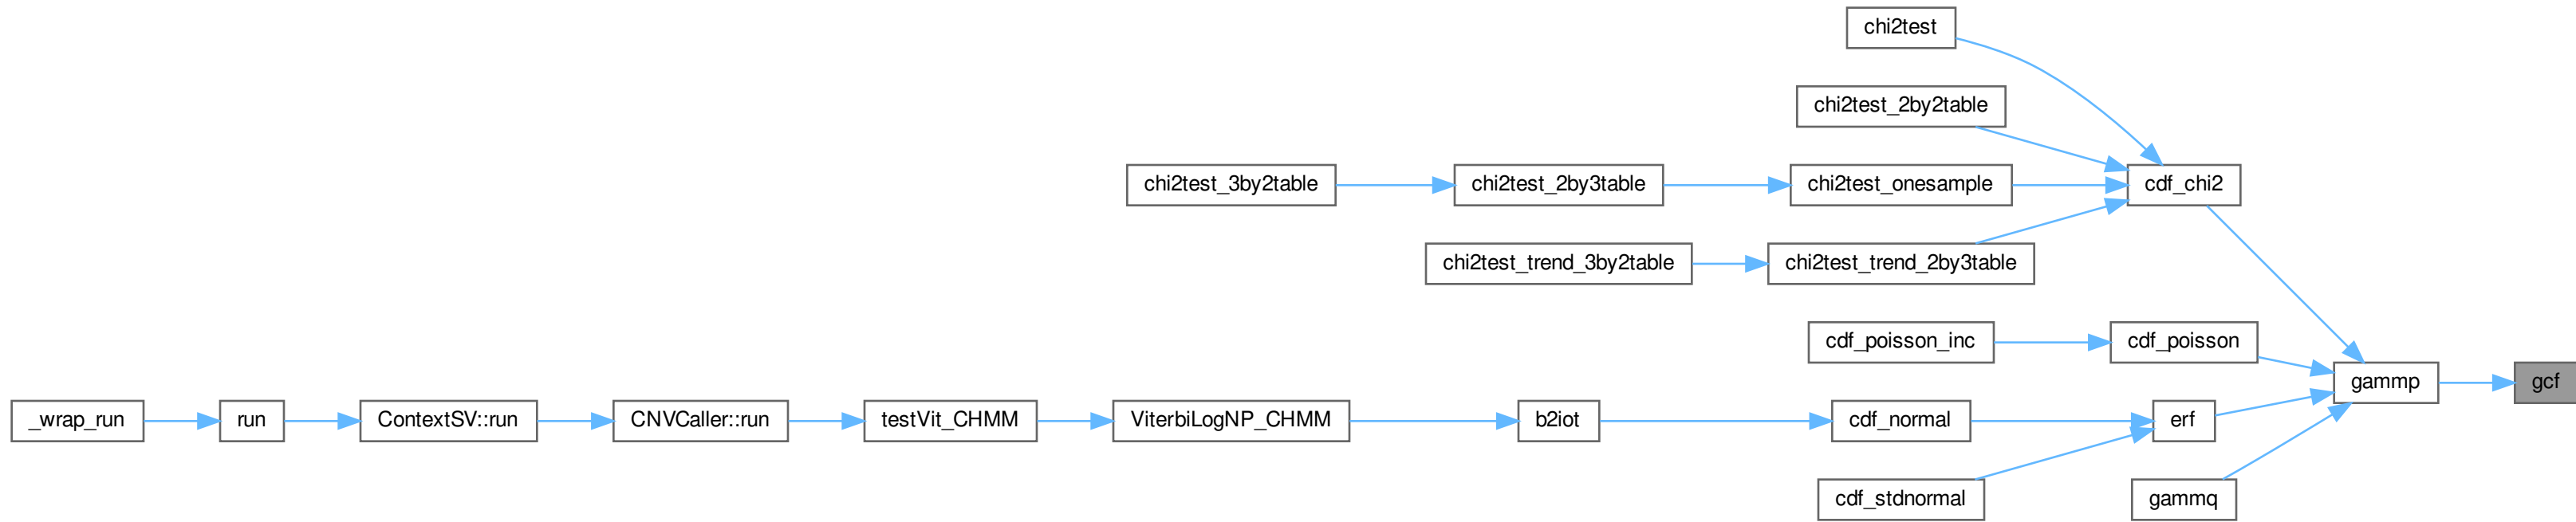 chi2test
chi2test_2by2table
chi2test_3by2table
chi2test_2by3table
chi2test_onesample
cdf_chi2
chi2test_trend_3by2table
chi2test_trend_2by3table
cdf_poisson_inc
cdf_poisson
gammp
gcf
_wrap_run
run
ContextSV::run
CNVCaller::run
testVit_CHMM
ViterbiLogNP_CHMM
b2iot
cdf_normal
erf
cdf_stdnormal
gammq